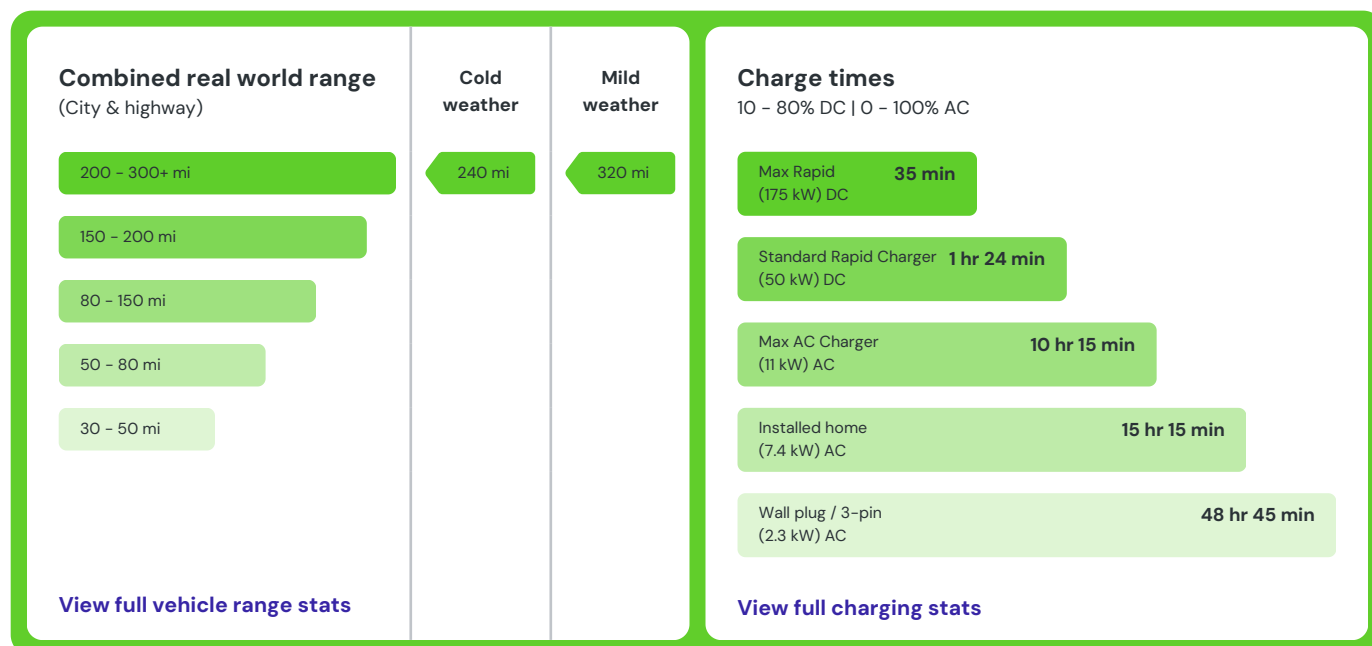 Combined real world range
(City & highway)
Cold
weather
Mild
weather
200 - 300+ mi
240 mi
320 mi
150 - 200 mi
80 - 150 mi
50 - 80 mi
30 - 50 mi
View full vehicle range stats
Charge times
10 - 80% DC | 0 - 100% AC
Max Rapid
(175 kW) DC
35 min
Standard Rapid Charger
(50 kW) DC
1 hr 24 min
Max AC Charger
(11 kW) AC
10 hr 15 min
Installed home
(7.4 kW) AC
15 hr 15 min
Wall plug / 3-pin
(2.3 kW) AC
48 hr 45 min
View full charging stats